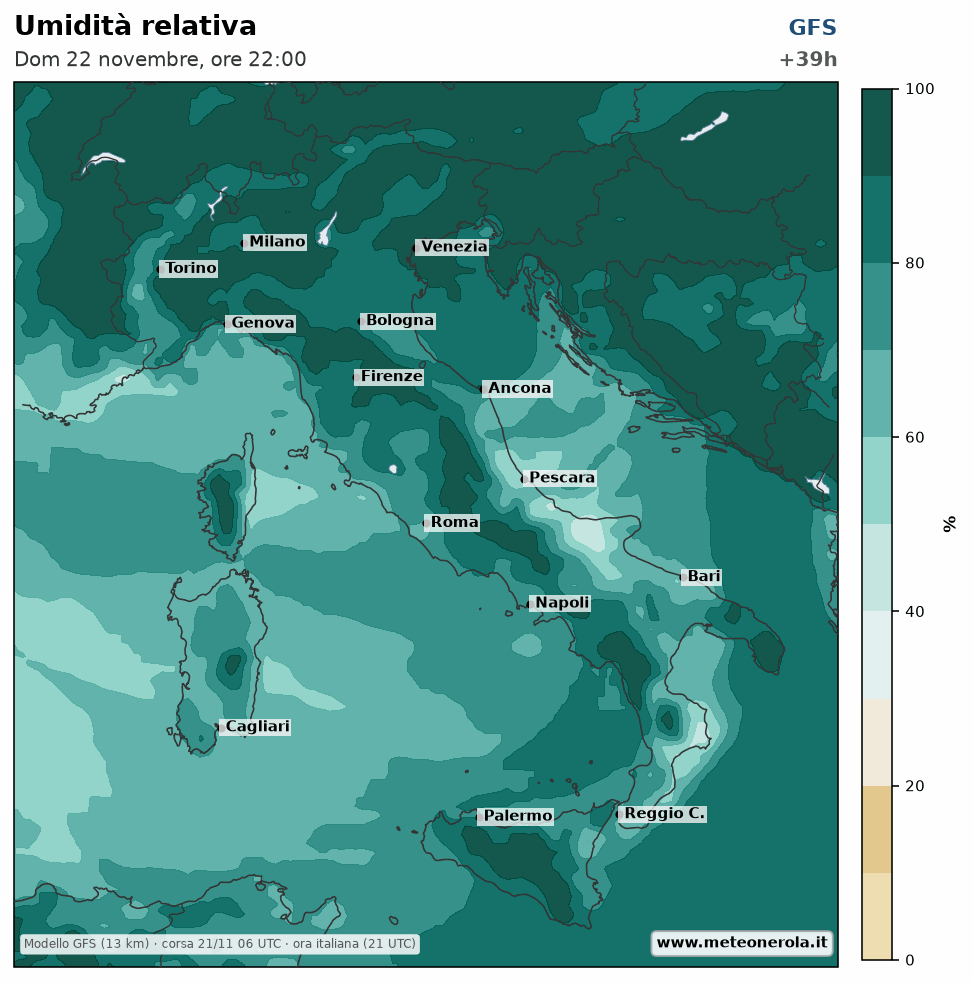 Umidità relativa
GFS
Dom 22 novembre, ore 22:00
+39h
100
80
60
40
20
0
%
Milano
Venezia
Torino
Genova
Bologna
Firenze
Ancona
Pescara
Roma
Bari
Napoli
Cagliari
Palermo
Reggio C.
Modello GFS (13 km) · corsa 21/11 06 UTC · ora italiana (21 UTC)
www.meteonerola.it